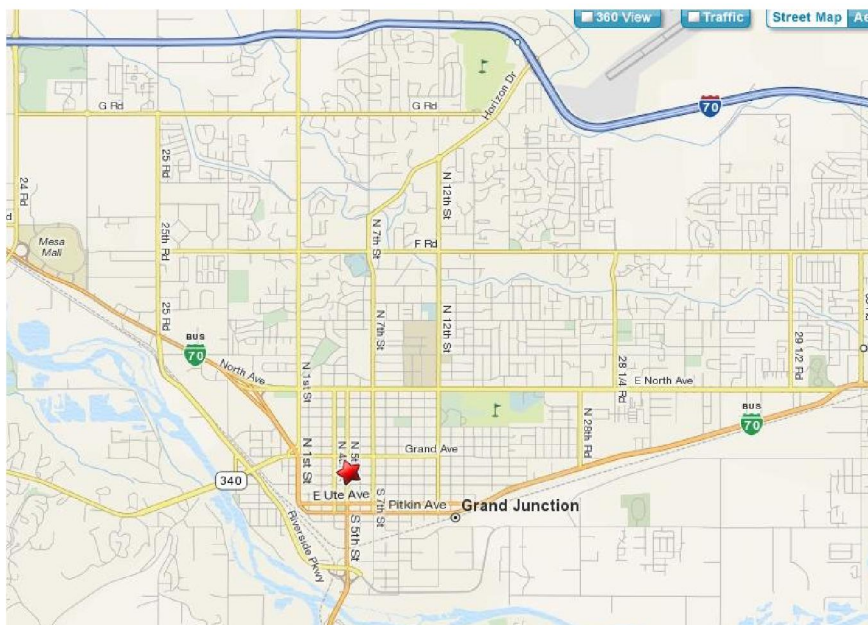 360 View
Traffic
Street Map
70
G Rd
G Rd
Horizon Dr
24 Rd
25 Rd
N 12th St
N 7th St
25th Rd
F Rd
Mesa
Mall
25 Rd
N 7th St
N 12th St
BUS
70
North Ave
N 1st St
28 1/4 Rd
29 1/2 Rd
E North Ave
BUS
70
N 28th Rd
N 1st St
Grand Ave
340
E Ute Ave
Pitkin Ave
Grand Junction
S 7th St
S 5th St
Riverside Pkwy